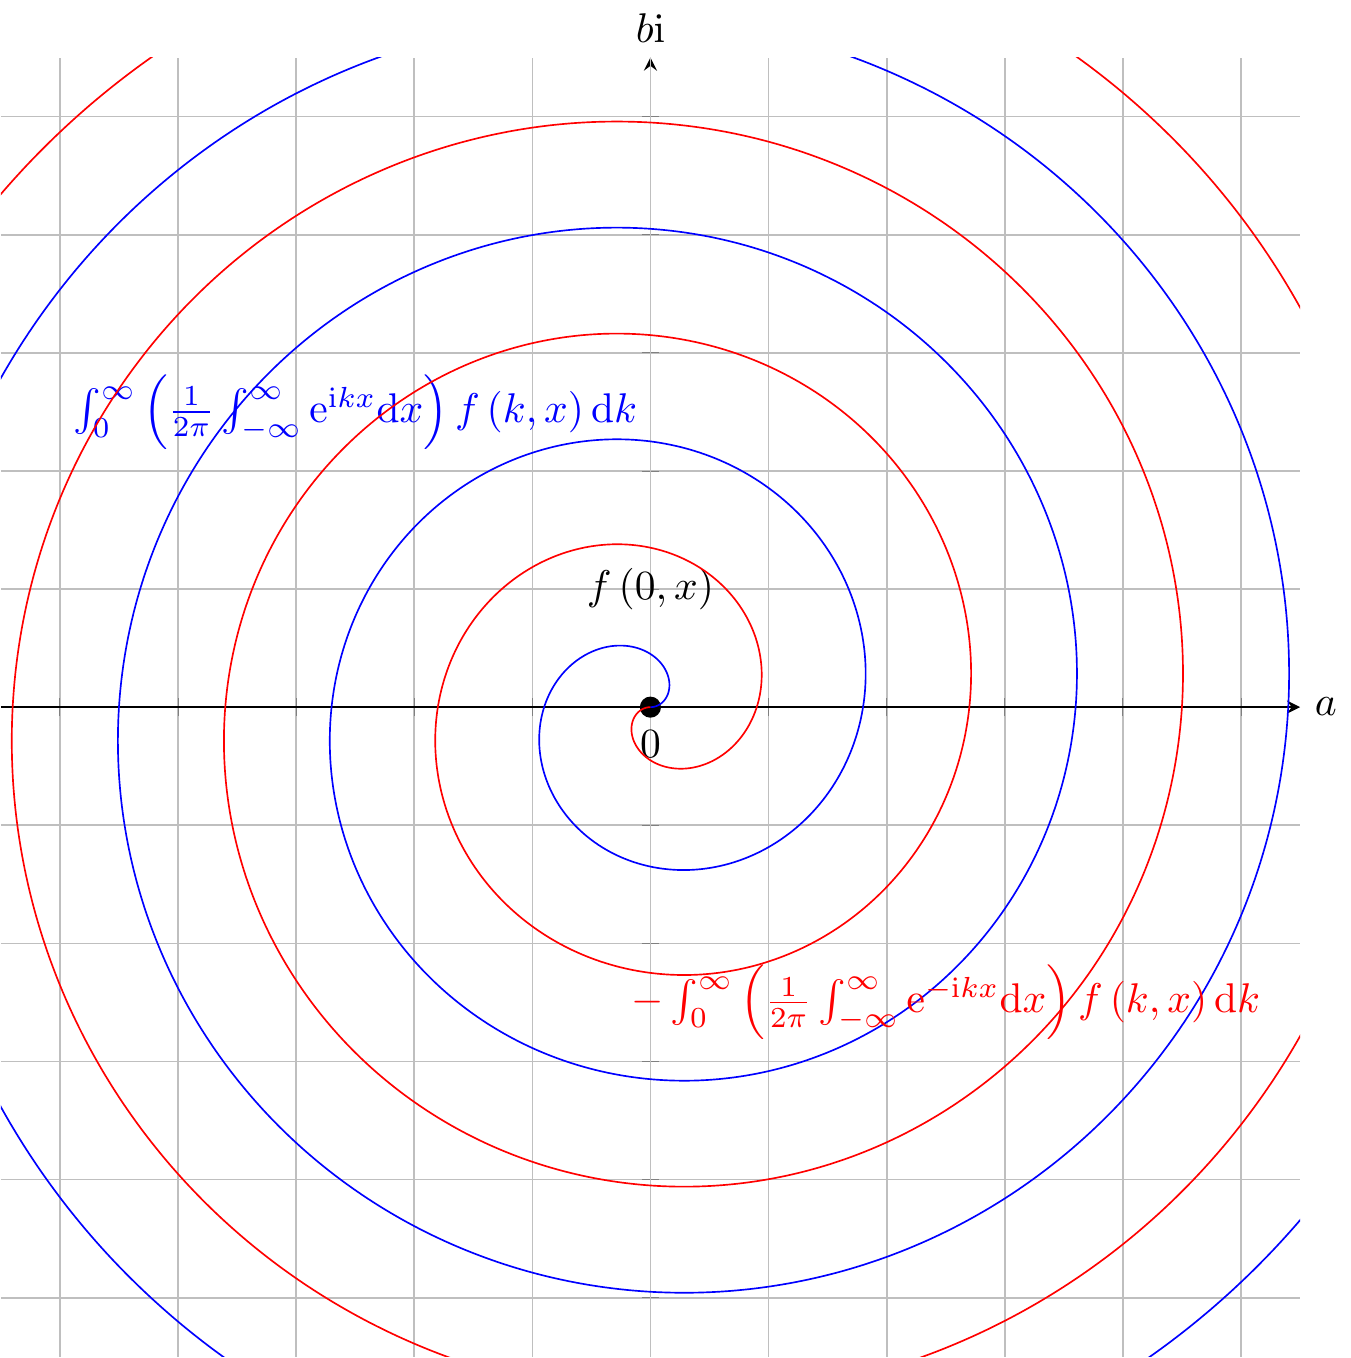 bi
∫₀^∞ (1/2π ∫_{-∞}^∞ e^{ikx}dx) f (k, x) dk
f (0, x)
a
0
− ∫₀^∞ (1/2π ∫_{-∞}^∞ e^{−ikx}dx) f (k, x) dk